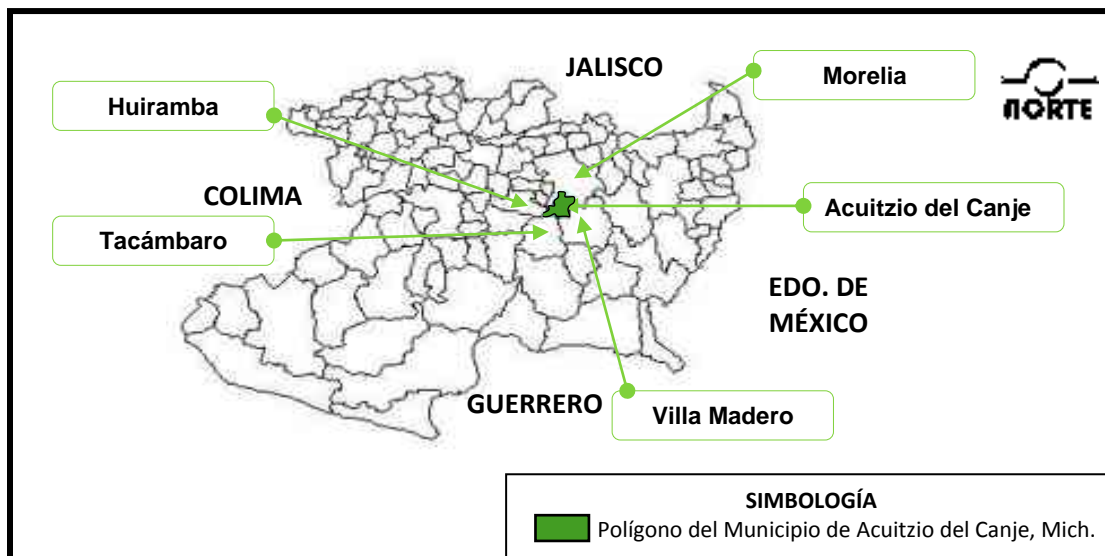 JALISCO
Morelia
NORTE
Huiramba
COLIMA
Acuitzio del Canje
Tacámbaro
EDO. DE
MÉXICO
GUERRERO
Villa Madero
SIMBOLOGÍA
Polígono del Municipio de Acuitzio del Canje, Mich.